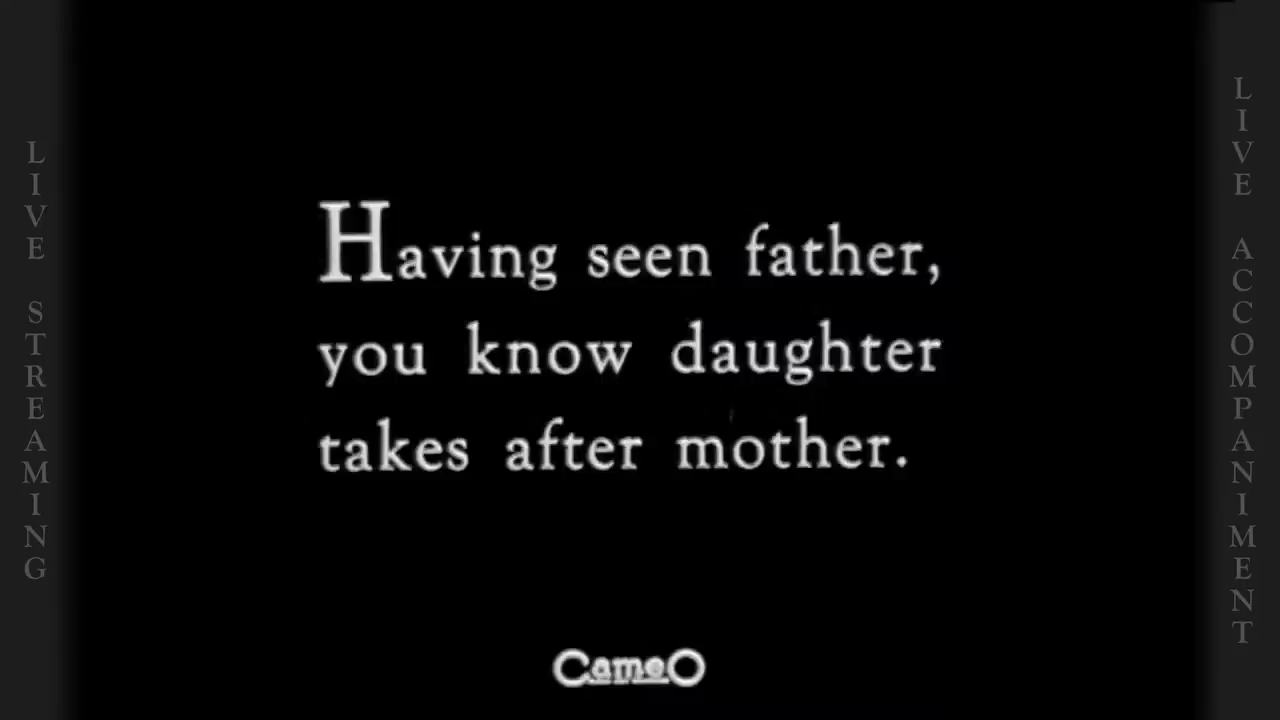 LIVE STREAMING
Having seen father,
you know daughter
takes after mother.
CameO
LIVE ACCOMPANIMENT